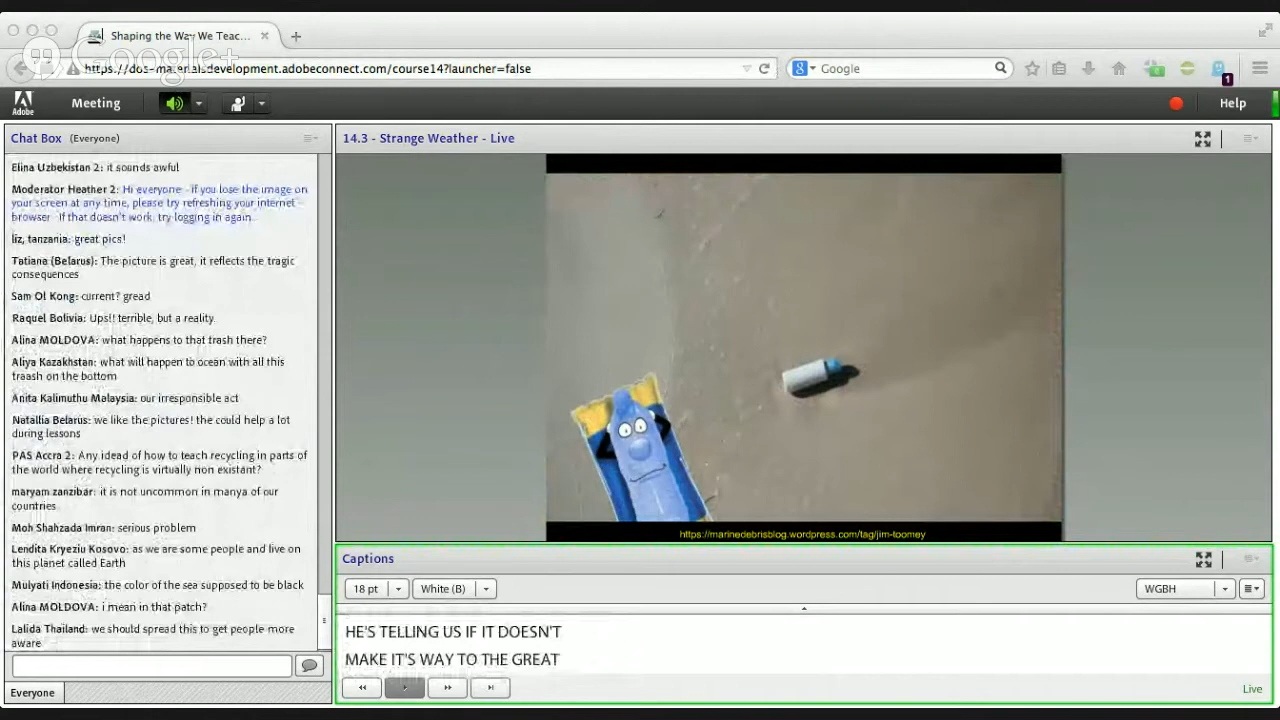 Shaping the Way We Teac...
Google+
https://dos-materialsdevelopment.adobeconnect.com/course14?launcher=false
Google
1
Adobe
Meeting
Help
Chat Box (Everyone)
14.3 - Strange Weather - Live
Elina Uzbekistan 2: it sounds awful
Moderator Heather 2: Hi everyone - if you lose the image on
your screen at any time, please try refreshing your internet
browser - If that doesn't work, try logging in again.
liz, tanzania: great pics!
Tatiana (Belarus): The picture is great, it reflects the tragic
consequences
Sam Ol Kong: current? gread
Raquel Bolivia: Ups!! terrible, but a reality.
Alina MOLDOVA: what happens to that trash there?
Aliya Kazakhstan: what will happen to ocean with all this
traash on the bottom
Anita Kalimuthu Malaysia: our irresponsible act
Natallia Belarus: we like the pictures! the could help a lot
during lessons
PAS Accra 2: Any idead of how to teach recycling in parts of
the world where recycling is virtually non existant?
maryam zanzibar: it is not uncommon in manya of our
countries
Moh Shahzada Imran: serious problem
Lendita Kryeziu Kosovo: as we are some people and live on
this planet called Earth
Mulyati Indonesia: the color of the sea supposed to be black
Alina MOLDOVA: i mean in that patch?
Lalida Thailand: we should spread this to get people more
aware
Everyone
https://marinedebrisblog.wordpress.com/tag/jim-toomey
Captions
18 pt
White (B)
WGBH
HE'S TELLING US IF IT DOESN'T
MAKE IT'S WAY TO THE GREAT
Live